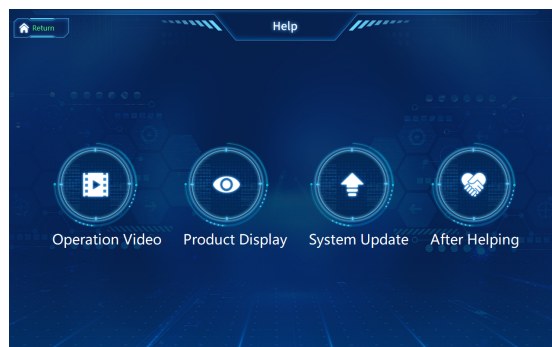 Return
Help
Operation Video
Product Display
System Update
After Helping